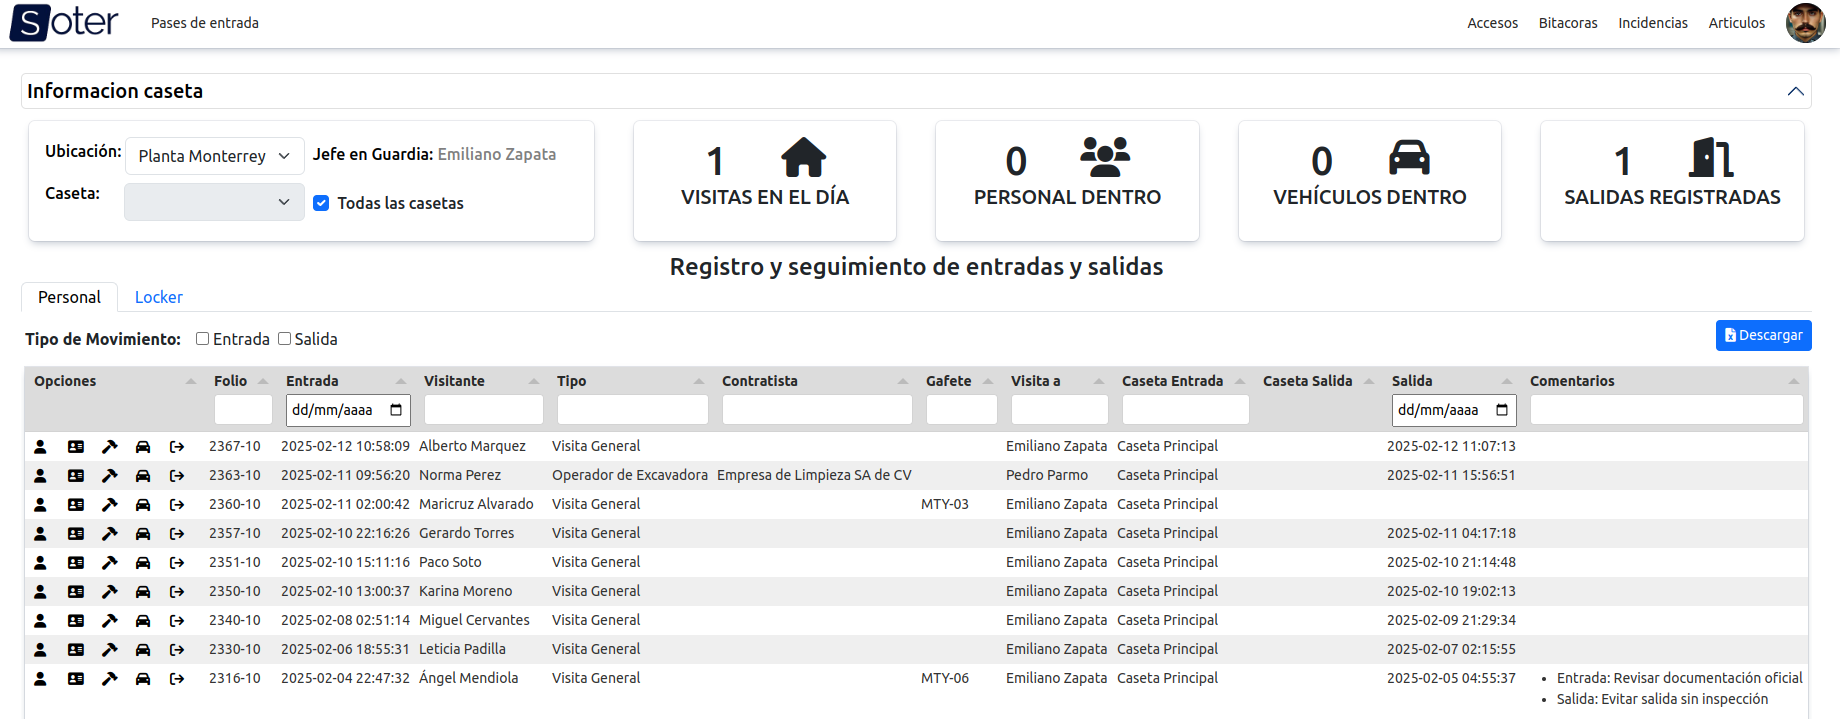 Soter Pases de entrada Accesos Bitacoras Incidencias Articulos
Informacion caseta
Ubicación: Planta Monterrey Jefe en Guardia: Emiliano Zapata
Caseta: Todas las casetas
1
VISITAS EN EL DÍA
0
PERSONAL DENTRO
0
VEHÍCULOS DENTRO
1
SALIDAS REGISTRADAS
Registro y seguimiento de entradas y salidas
Personal Locker
Tipo de Movimiento: Entrada Salida Descargar
Opciones Folio Entrada Visitante Tipo Contratista Gafete Visita a Caseta Entrada Caseta Salida Salida Comentarios
dd/mm/aaaa dd/mm/aaaa
2367-10 2025-02-12 10:58:09 Alberto Marquez Visita General Emiliano Zapata Caseta Principal 2025-02-12 11:07:13
2363-10 2025-02-11 09:56:20 Norma Perez Operador de Excavadora Empresa de Limpieza SA de CV Pedro Parmo Caseta Principal 2025-02-11 15:56:51
2360-10 2025-02-11 02:00:42 Maricruz Alvarado Visita General MTY-03 Emiliano Zapata Caseta Principal
2357-10 2025-02-10 22:16:26 Gerardo Torres Visita General Emiliano Zapata Caseta Principal 2025-02-11 04:17:18
2351-10 2025-02-10 15:11:16 Paco Soto Visita General Emiliano Zapata Caseta Principal 2025-02-10 21:14:48
2350-10 2025-02-10 13:00:37 Karina Moreno Visita General Emiliano Zapata Caseta Principal 2025-02-10 19:02:13
2340-10 2025-02-08 02:51:14 Miguel Cervantes Visita General Emiliano Zapata Caseta Principal 2025-02-09 21:29:34
2330-10 2025-02-06 18:55:31 Leticia Padilla Visita General Emiliano Zapata Caseta Principal 2025-02-07 02:15:55
2316-10 2025-02-04 22:47:32 Ángel Mendiola Visita General MTY-06 Emiliano Zapata Caseta Principal 2025-02-05 04:55:37 • Entrada: Revisar documentación oficial
• Salida: Evitar salida sin inspección